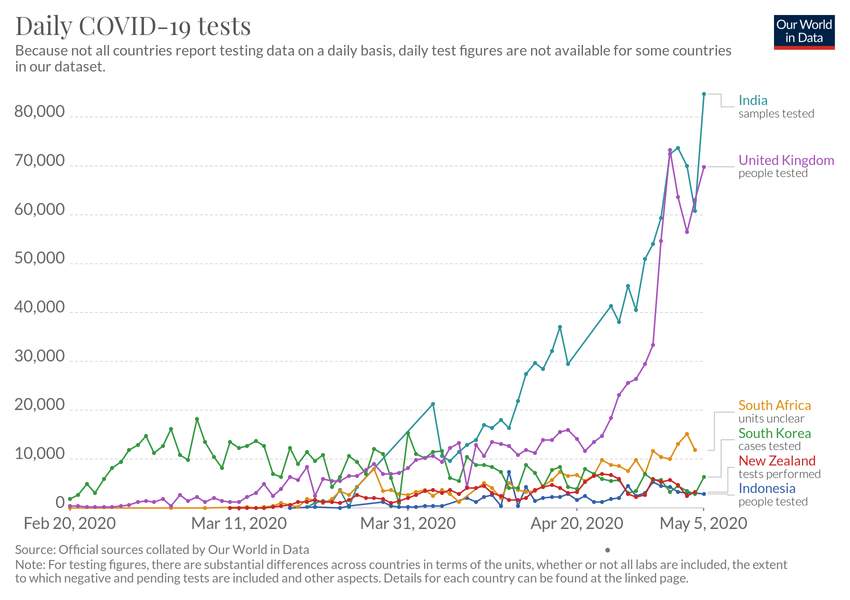 Daily COVID-19 tests
Our World
in Data
Because not all countries report testing data on a daily basis, daily test figures are not available for some countries
in our dataset.
80,000
70,000
60,000
50,000
40,000
30,000
20,000
10,000
0
India
samples tested
United Kingdom
people tested
South Africa
units unclear
South Korea
cases tested
New Zealand
tests performed
Indonesia
people tested
Feb 20, 2020
Mar 11, 2020
Mar 31, 2020
Apr 20, 2020
May 5, 2020
Source: Official sources collated by Our World in Data
Note: For testing figures, there are substantial differences across countries in terms of the units, whether or not all labs are included, the extent
to which negative and pending tests are included and other aspects. Details for each country can be found at the linked page.